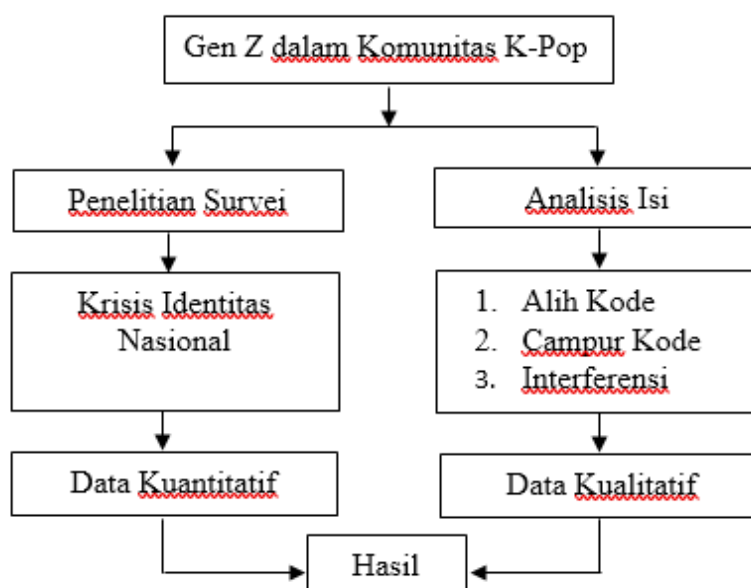 Gen Z dalam Komunitas K-Pop
Penelitian Survei
Analisis Isi
Krisis Identitas
Nasional
1. Alih Kode
2. Campur Kode
3. Interferensi
Data Kuantitatif
Data Kualitatif
Hasil